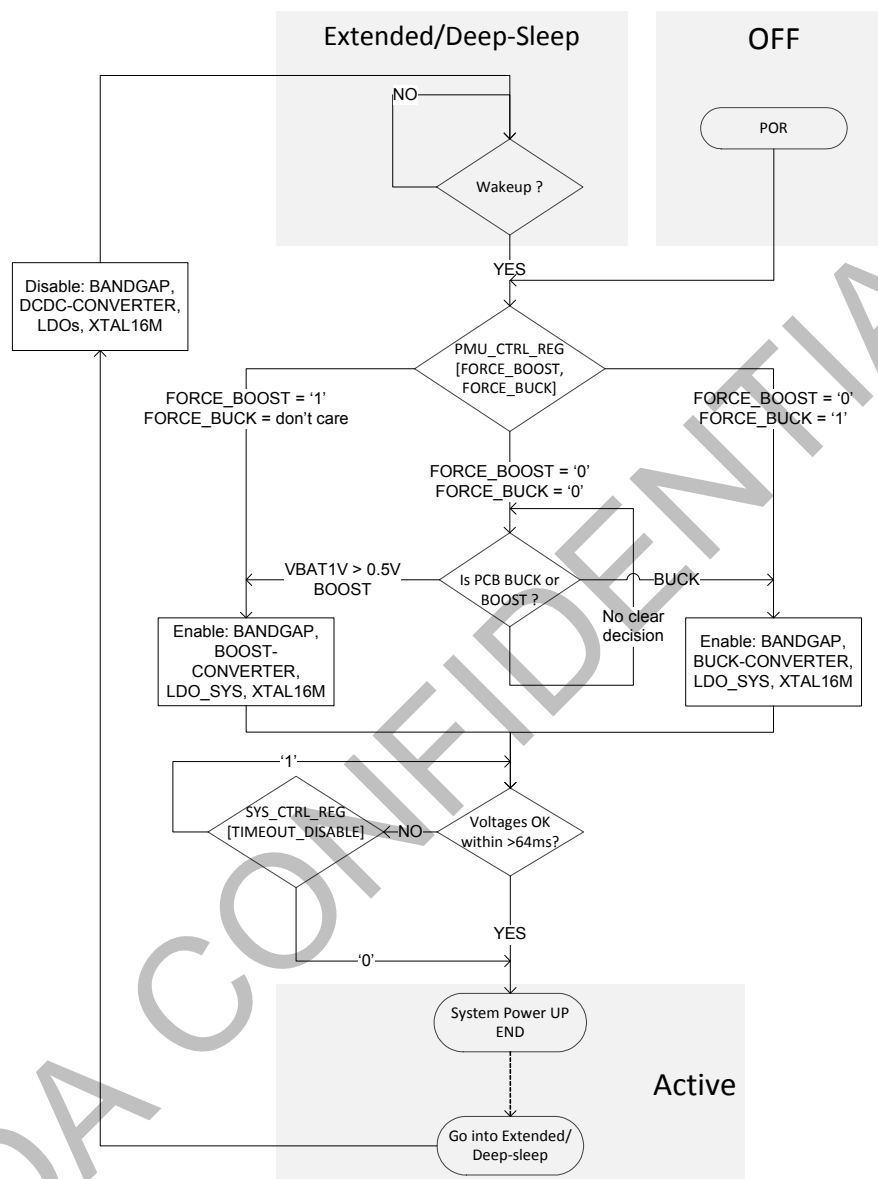 Extended/Deep-Sleep
OFF
NO
POR
Wakeup ?
YES
Disable: BANDGAP,
DCDC-CONVERTER,
LDOs, XTAL16M
PMU_CTRL_REG
[FORCE_BOOST,
FORCE_BUCK]
FORCE_BOOST = ‘1’
FORCE_BUCK = don’t care
FORCE_BOOST = ‘0’
FORCE_BUCK = ‘1’
FORCE_BOOST = ‘0’
FORCE_BUCK = ‘0’
VBAT1V > 0.5V
BOOST
Is PCB BUCK or
BOOST ?
BUCK
No clear
decision
Enable: BANDGAP,
BOOST-
CONVERTER,
LDO_SYS, XTAL16M
Enable: BANDGAP,
BUCK-CONVERTER,
LDO_SYS, XTAL16M
‘1’
SYS_CTRL_REG
[TIMEOUT_DISABLE]
NO
Voltages OK
within >64ms?
YES
‘0’
System Power UP
END
Active
Go into Extended/
Deep-sleep
DA CONFIDENTIA